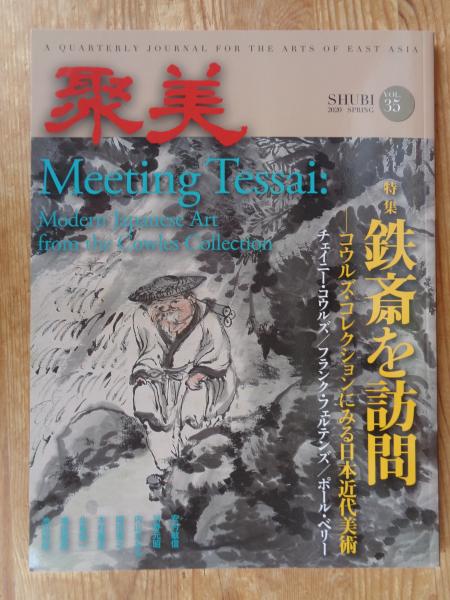 A QUARTERLY JOURNAL FOR THE ARTS OF EAST ASIA
聚美
SHUBI
2020 SPRING
VOL.
35
Meeting Tessai:
Modern Japanese Art
from the Cowles Collection
特集
鉄斎を訪問
―コウルズ・コレクションにみる日本近代美術
チェイニー・コウルズ/フランク・フェルテンズ/ポール・ベリー